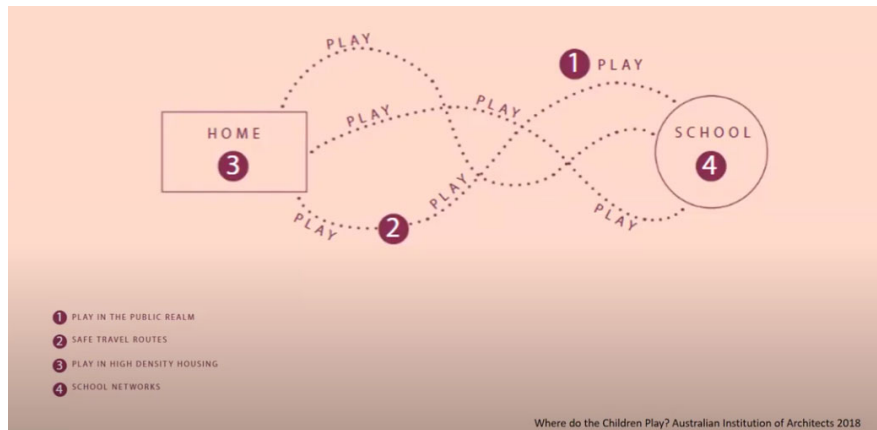 PLAY
1 PLAY
PLAY
PLAY
HOME
3
SCHOOL
4
PLAY
PLAY
PLAY
2
1 PLAY IN THE PUBLIC REALM
2 SAFE TRAVEL ROUTES
3 PLAY IN HIGH DENSITY HOUSING
4 SCHOOL NETWORKS
Where do the Children Play? Australian Institution of Architects 2018